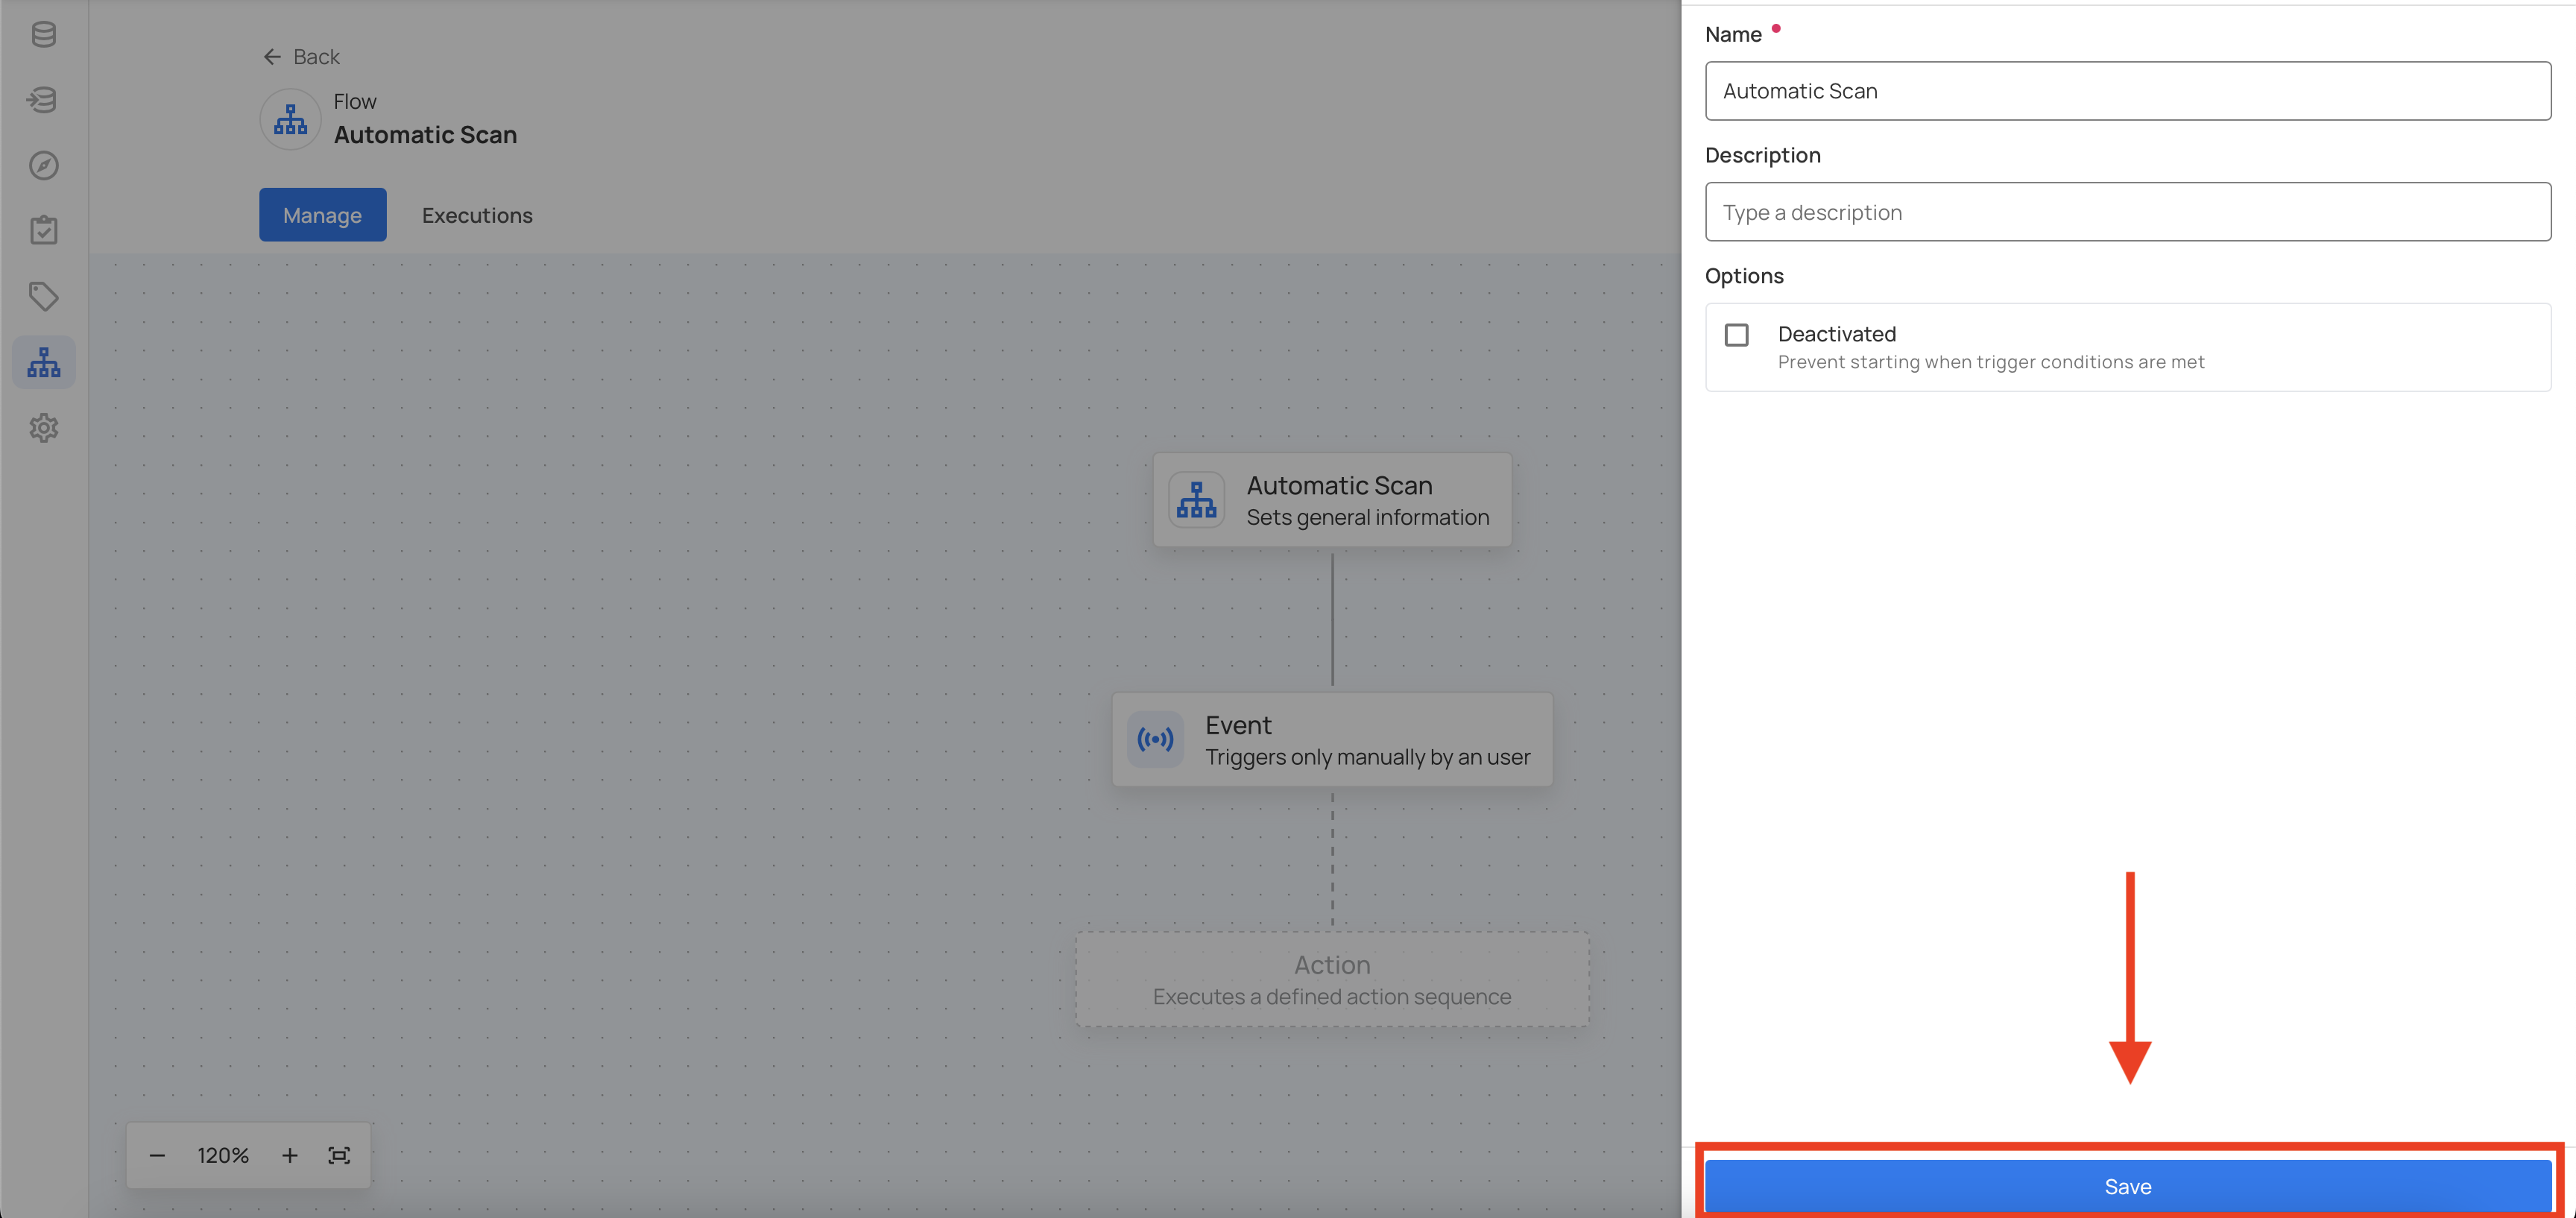 Back
Flow
Automatic Scan
Manage
Executions
Automatic Scan
Sets general information
Event
Triggers only manually by an user
Action
Executes a defined action sequence
120%
Name
Automatic Scan
Description
Type a description
Options
Deactivated
Prevent starting when trigger conditions are met
Save